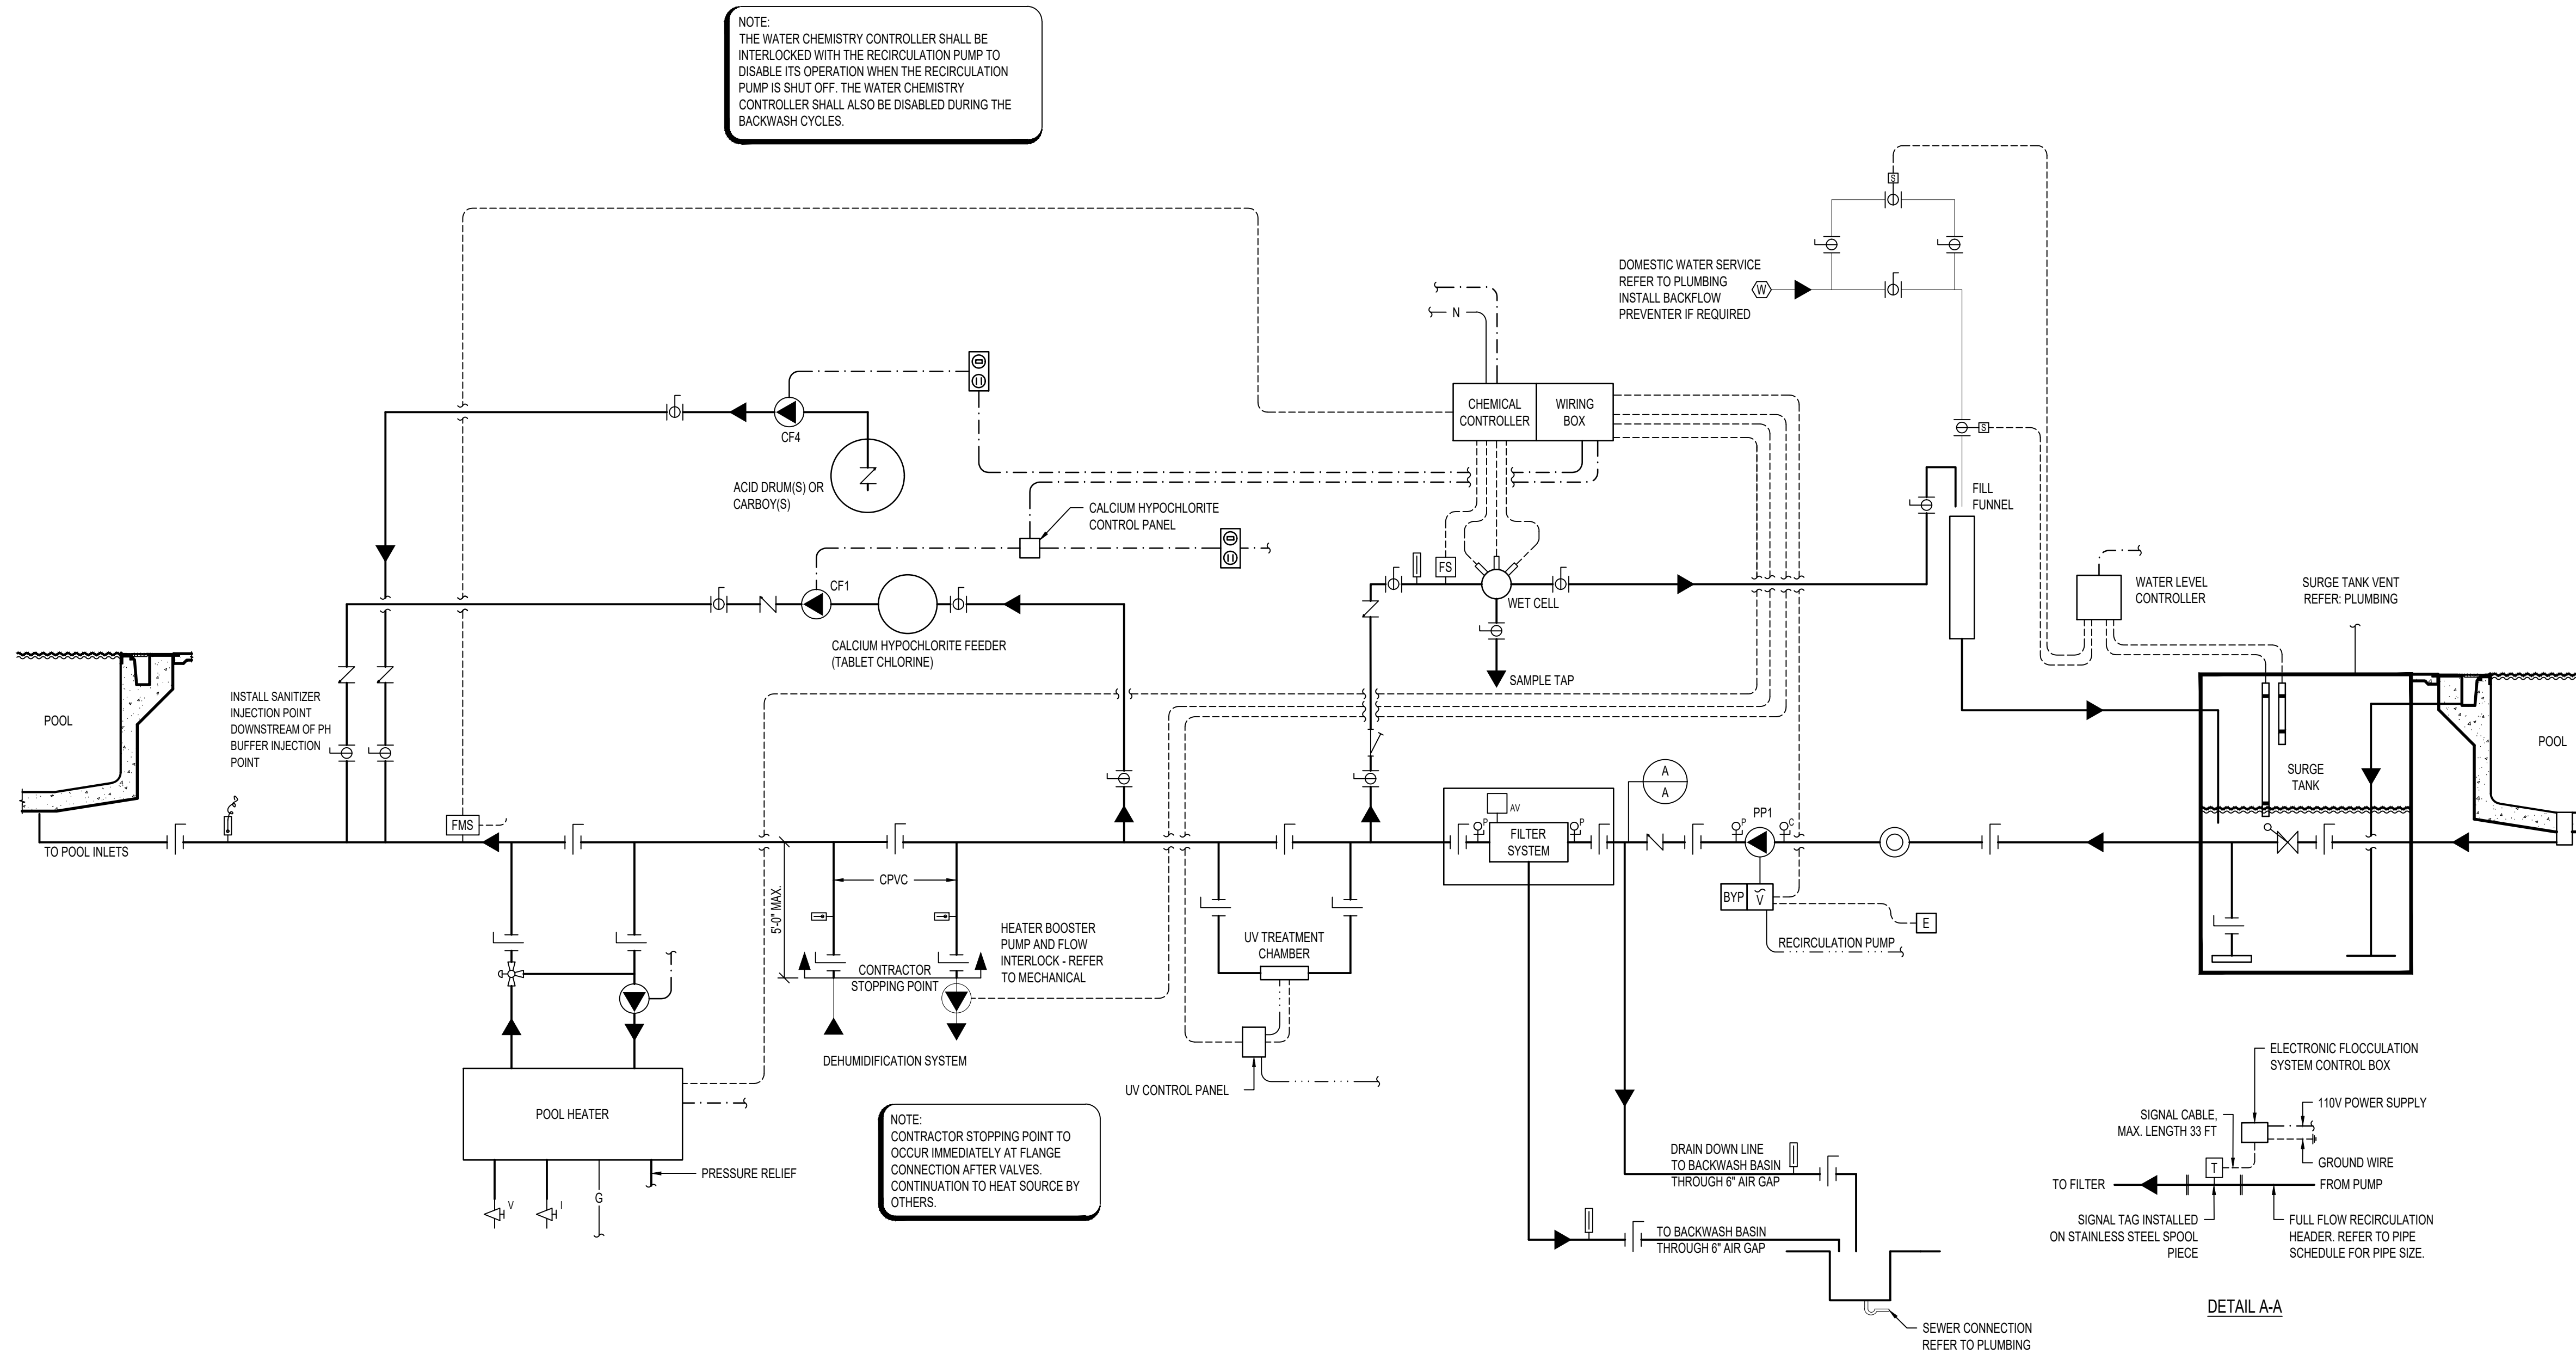 NOTE:
THE WATER CHEMISTRY CONTROLLER SHALL BE
INTERLOCKED WITH THE RECIRCULATION PUMP TO
DISABLE ITS OPERATION WHEN THE RECIRCULATION
PUMP IS SHUT OFF. THE WATER CHEMISTRY
CONTROLLER SHALL ALSO BE DISABLED DURING THE
BACKWASH CYCLES.
S
DOMESTIC WATER SERVICE
REFER TO PLUMBING
INSTALL BACKFLOW
PREVENTER IF REQUIRED
W
N
CHEMICAL
CONTROLLER
WIRING
BOX
CF4
S
ACID DRUM(S) OR
CARBOY(S)
CALCIUM HYPOCHLORITE
CONTROL PANEL
FILL
FUNNEL
CF1
FS
WET CELL
WATER LEVEL
CONTROLLER
SURGE TANK VENT
REFER: PLUMBING
CALCIUM HYPOCHLORITE FEEDER
(TABLET CHLORINE)
SAMPLE TAP
POOL
INSTALL SANITIZER
INJECTION POINT
DOWNSTREAM OF PH
BUFFER INJECTION
POINT
POOL
SURGE
TANK
A
A
AV
PP1
P
P
P
C
FMS
FILTER
SYSTEM
TO POOL INLETS
CPVC
5'-0" MAX.
BYP
V
E
HEATER BOOSTER
PUMP AND FLOW
INTERLOCK - REFER
TO MECHANICAL
UV TREATMENT
CHAMBER
RECIRCULATION PUMP
CONTRACTOR
STOPPING POINT
DEHUMIDIFICATION SYSTEM
UV CONTROL PANEL
POOL HEATER
NOTE:
CONTRACTOR STOPPING POINT TO
OCCUR IMMEDIATELY AT FLANGE
CONNECTION AFTER VALVES.
CONTINUATION TO HEAT SOURCE BY
OTHERS.
PRESSURE RELIEF
V
I
G
DRAIN DOWN LINE
TO BACKWASH BASIN
THROUGH 6" AIR GAP
TO BACKWASH BASIN
THROUGH 6" AIR GAP
SEWER CONNECTION
REFER TO PLUMBING
ELECTRONIC FLOCCULATION
SYSTEM CONTROL BOX
110V POWER SUPPLY
SIGNAL CABLE,
MAX. LENGTH 33 FT
T
GROUND WIRE
TO FILTER
FROM PUMP
SIGNAL TAG INSTALLED
ON STAINLESS STEEL SPOOL
PIECE
FULL FLOW RECIRCULATION
HEADER. REFER TO PIPE
SCHEDULE FOR PIPE SIZE.
DETAIL A-A